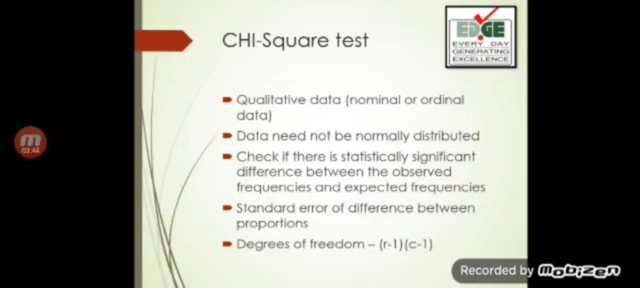 CHI-Square test
EDGE
EVERY DAY
GENERATING
EXCELLENCE
Qualitative data (nominal or ordinal
data)
Data need not be normally distributed
Check if there is statistically significant
difference between the observed
frequencies and expected frequencies
Standard error of difference between
proportions
Degrees of freedom – (r-1)(c-1)
02:44
Recorded by mobizen